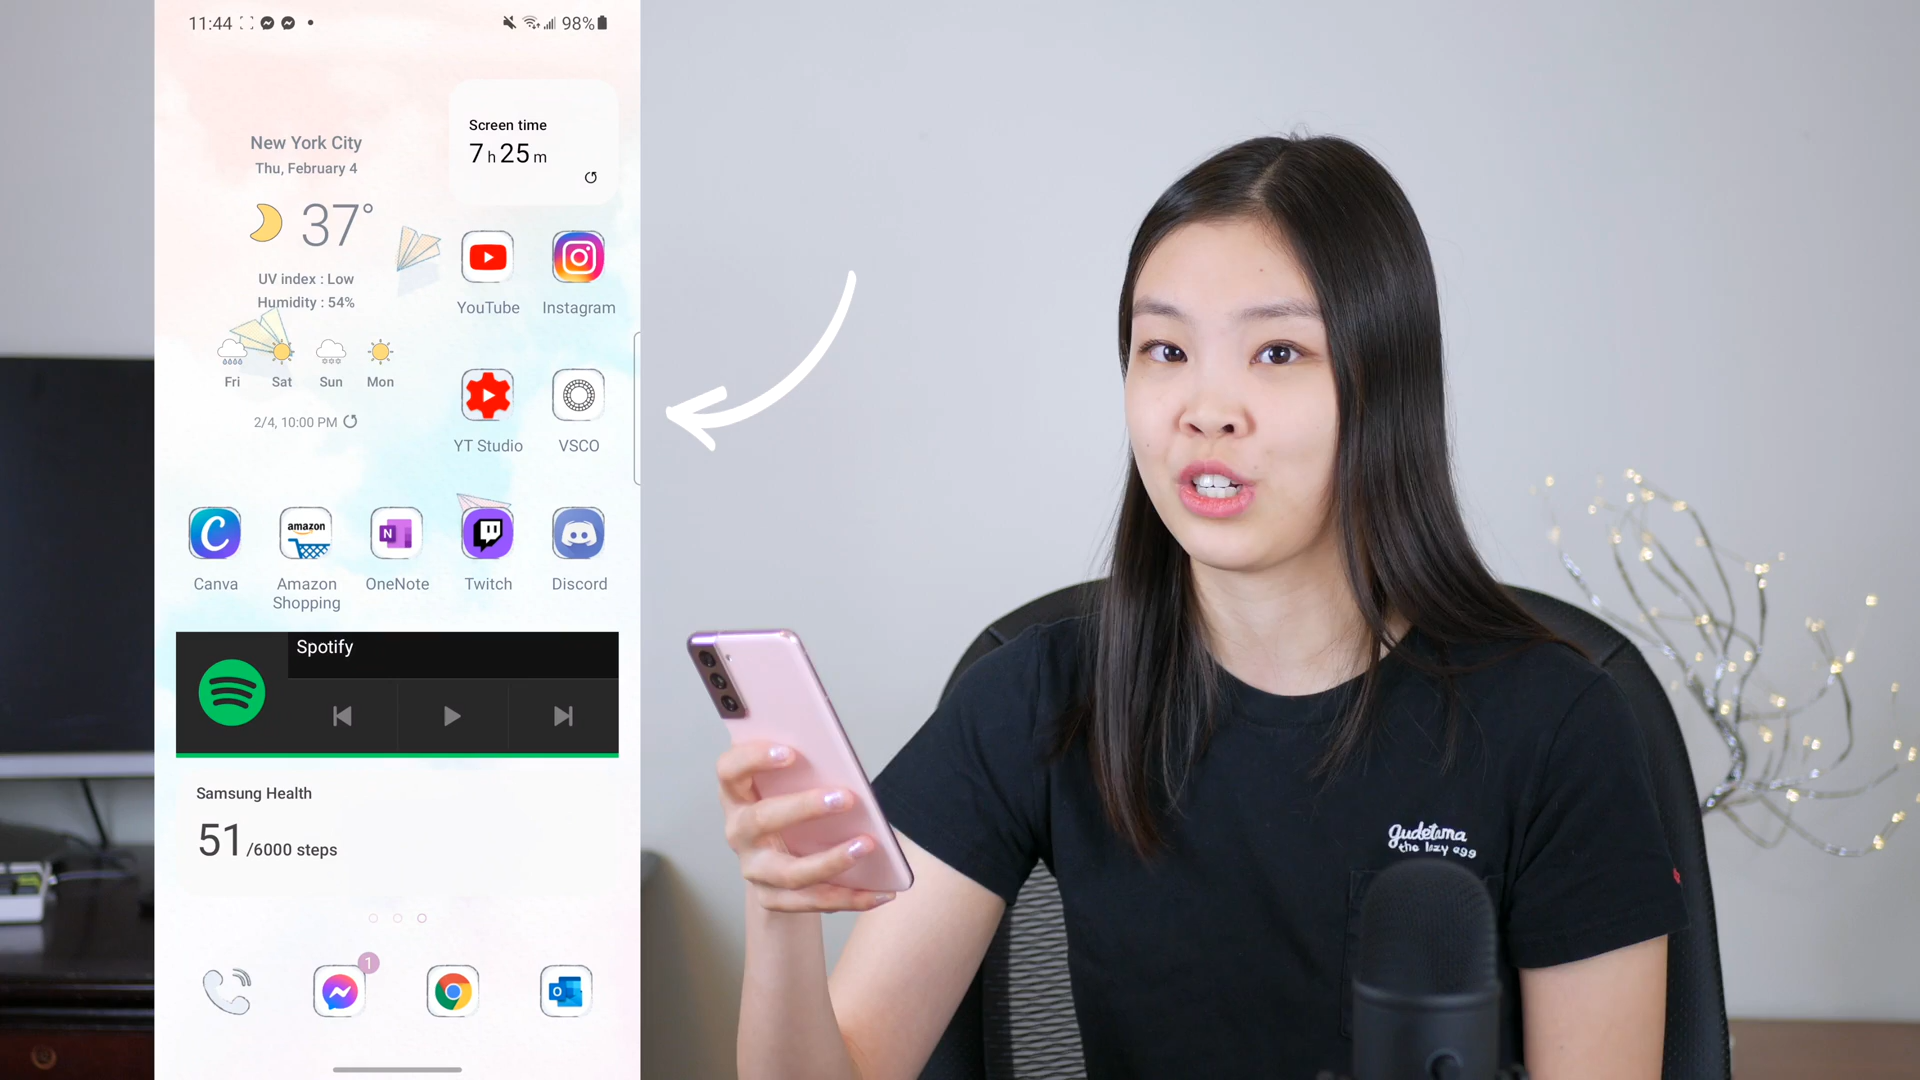 11:44
98%
Screen time
7 h 25 m
New York City
Thu, February 4
37°
UV index : Low
Humidity : 54%
Fri Sat Sun Mon
2/4, 10:00 PM
YouTube
Instagram
YT Studio
VSCO
amazon
N
Canva
Amazon Shopping
OneNote
Twitch
Discord
Spotify
Samsung Health
51 /6000 steps
1
O
gudetama
the lazy egg